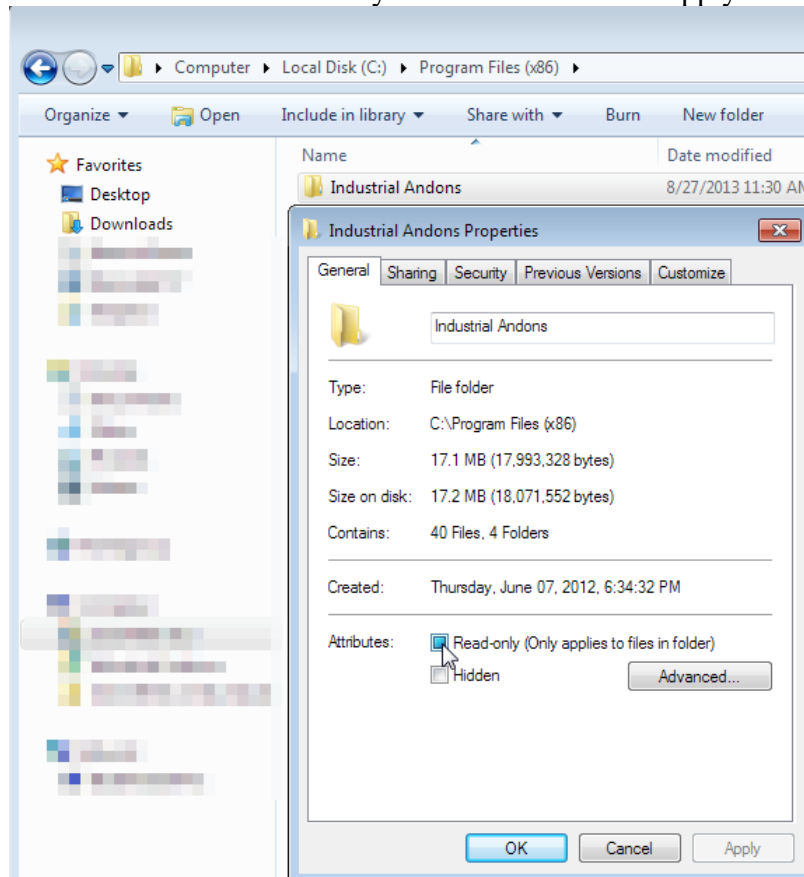 Computer Local Disk (C:) Program Files (x86)
Organize Open Include in library Share with Burn New folder
Name Date modified
Favorites
Industrial Andons 8/27/2013 11:30 AM
Desktop
Downloads
Industrial Andons Properties
General Sharing Security Previous Versions Customize
Industrial Andons
Type: File folder
Location: C:\Program Files (x86)
Size: 17.1 MB (17,993,328 bytes)
Size on disk: 17.2 MB (18,071,552 bytes)
Contains: 40 Files, 4 Folders
Created: Thursday, June 07, 2012, 6:34:32 PM
Attributes: Read-only (Only applies to files in folder)
Hidden Advanced...
OK Cancel Apply